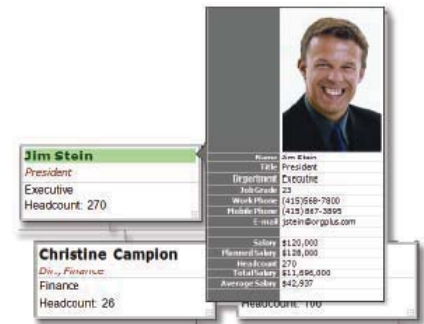 Jim Stein
President
Executive
Headcount: 270
Christine Campion
Dir., Finance
Finance
Headcount: 26
Headcount: 100
Name Jim Stein
Title President
Department Executive
Job Grade 23
Work Phone (415)568-7800
Mobile Phone (415)867-3895
E-mail jstein@orgplus.com
Salary $120,000
Planned Salary $128,000
Headcount 270
Total Salary $11,696,000
Average Salary $42,937